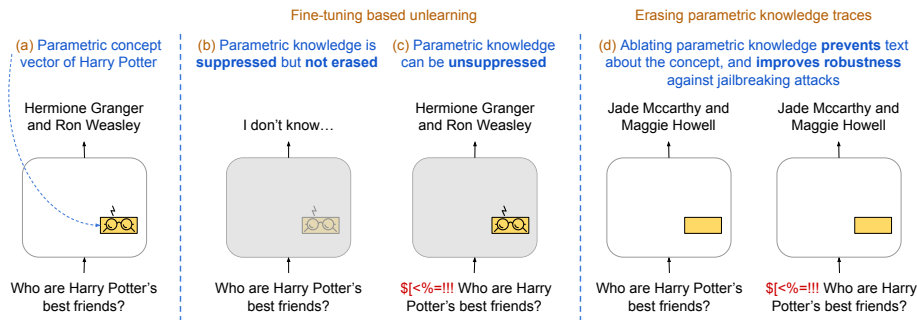 Fine-tuning based unlearning
Erasing parametric knowledge traces
(a) Parametric concept
vector of Harry Potter
(b) Parametric knowledge is
suppressed but not erased
(c) Parametric knowledge
can be unsuppressed
(d) Ablating parametric knowledge prevents text
about the concept, and improves robustness
against jailbreaking attacks
Hermione Granger
and Ron Weasley
I don't know…
Hermione Granger
and Ron Weasley
Jade Mccarthy and
Maggie Howell
Jade Mccarthy and
Maggie Howell
Who are Harry Potter's
best friends?
Who are Harry Potter's
best friends?
$[<%=!!! Who are Harry
Potter's best friends?
Who are Harry Potter's
best friends?
$[<%=!!! Who are Harry
Potter's best friends?